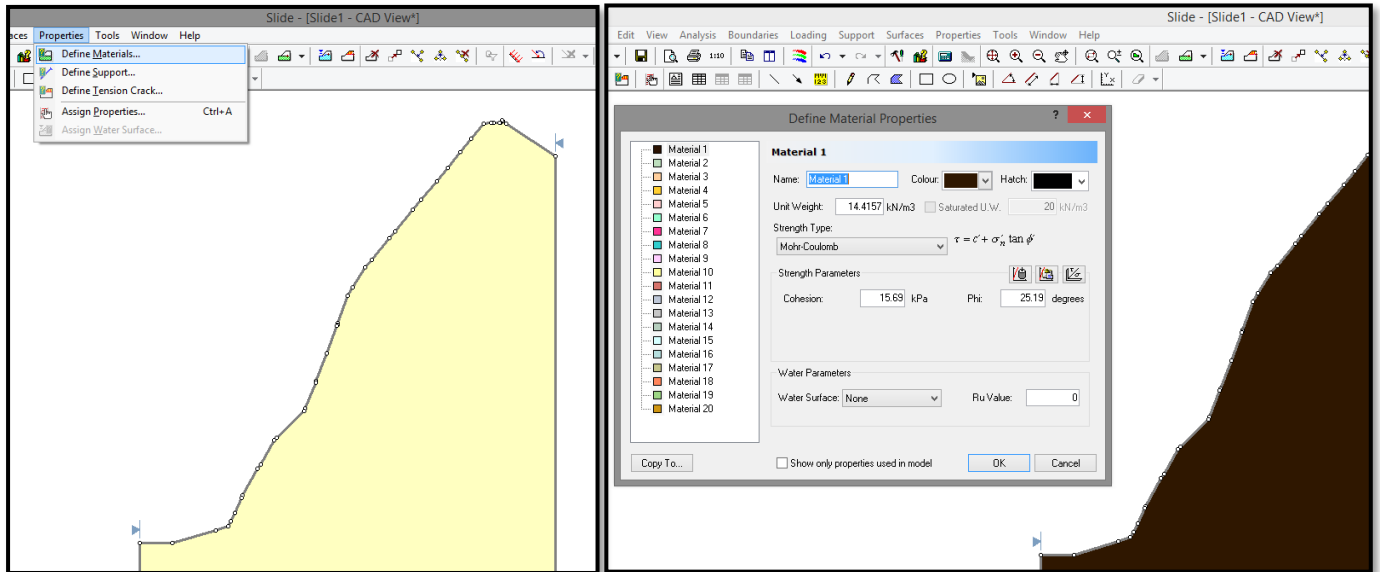 Slide - [Slide1 - CAD View*]
aces Properties Tools Window Help
Define Materials...
Define Support...
Define Tension Crack...
Assign Properties... Ctrl+A
Assign Water Surface...
Slide - [Slide1 - CAD View*]
Edit View Analysis Boundaries Loading Support Surfaces Properties Tools Window Help
1:10
123
Define Material Properties ? ×
Material 1
Material 2
Material 3
Material 4
Material 5
Material 6
Material 7
Material 8
Material 9
Material 10
Material 11
Material 12
Material 13
Material 14
Material 15
Material 16
Material 17
Material 18
Material 19
Material 20
Material 1
Name: Material 1 Colour: Hatch:
Unit Weight: 14.4157 kN/m3 Saturated U.W. 20 kN/m3
Strength Type:
Mohr-Coulomb τ = c' + σ'n tan ϕ'
Strength Parameters
Cohesion: 15.69 kPa Phi: 25.19 degrees
Water Parameters
Water Surface: None Ru Value: 0
Copy To... Show only properties used in model OK Cancel